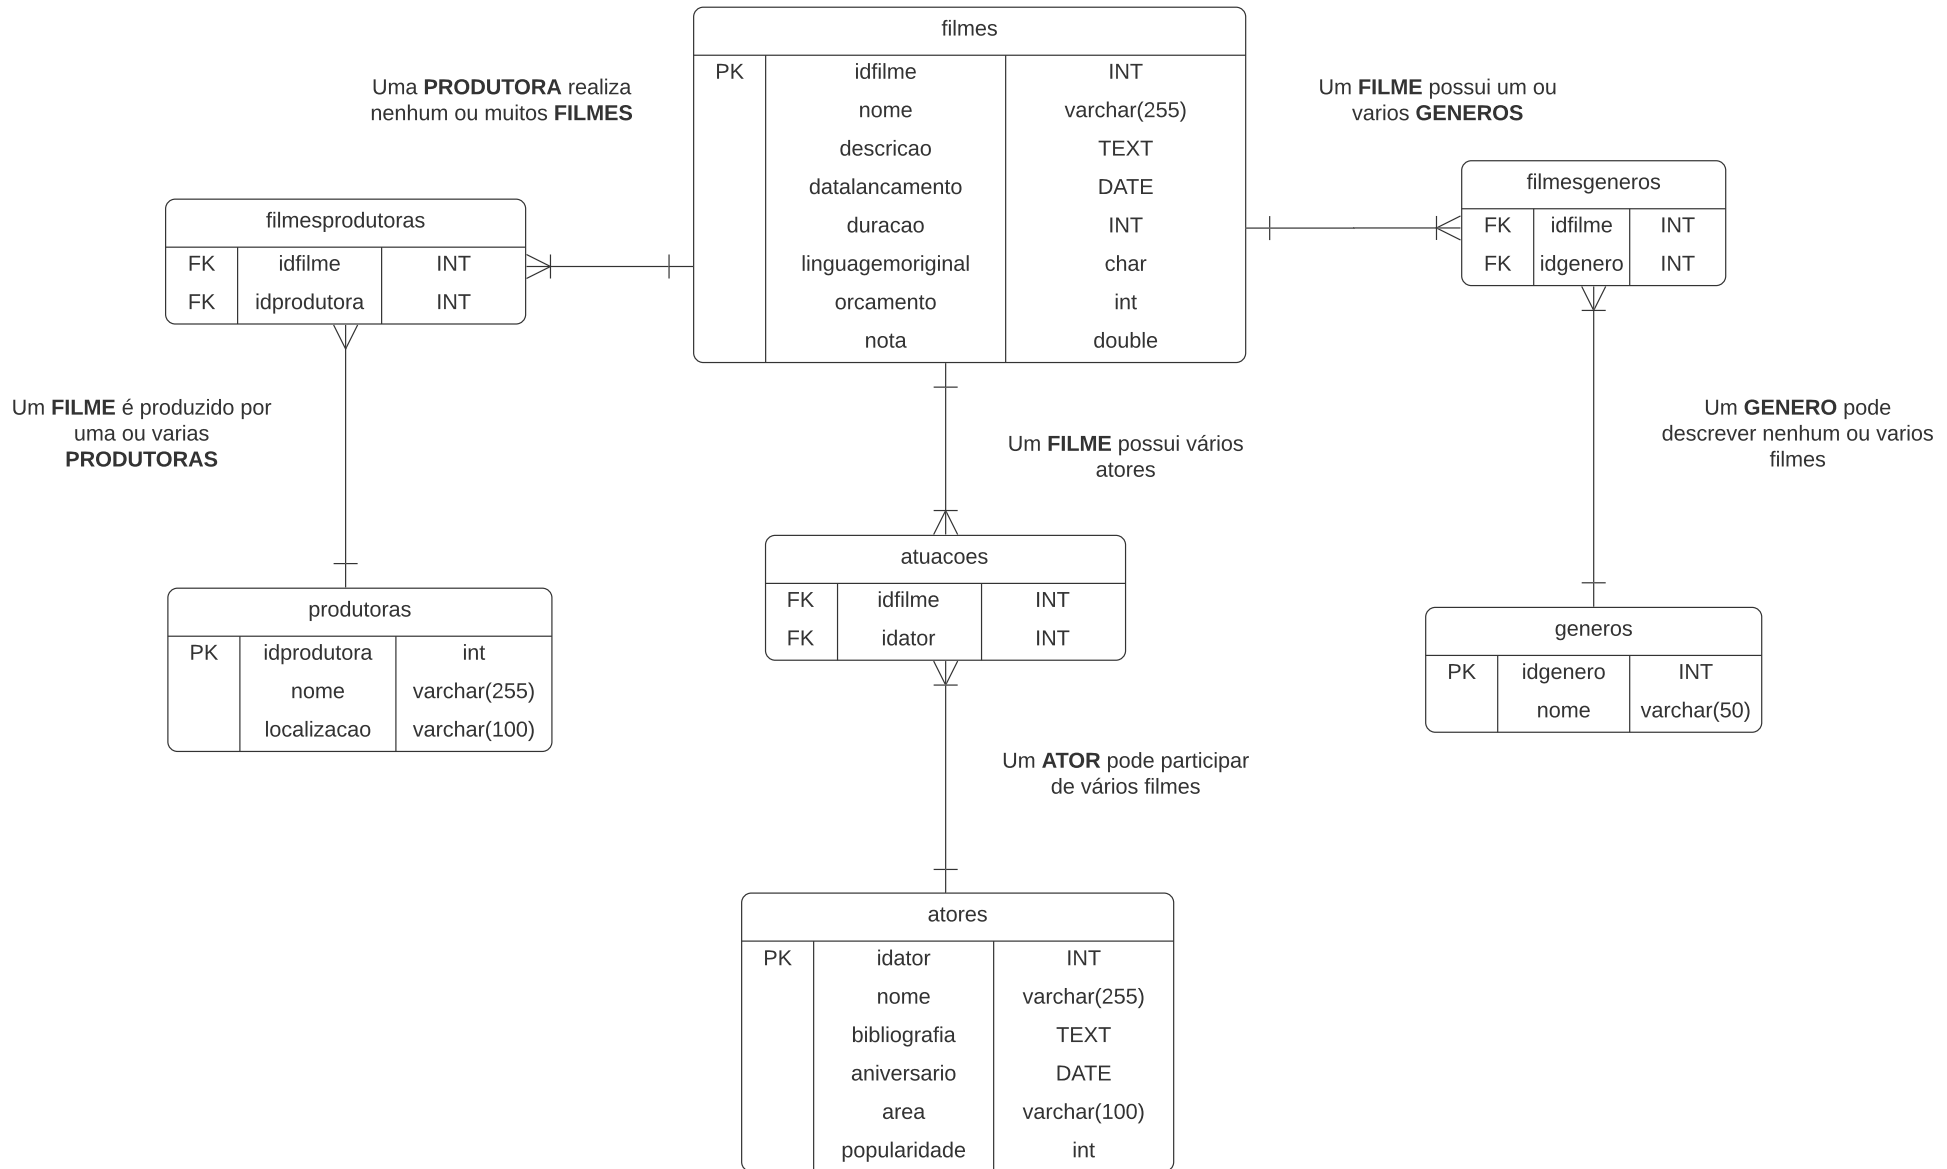 filmes
PK idfilme INT
nome varchar(255)
descricao TEXT
datalancamento DATE
duracao INT
linguagemoriginal char
orcamento int
nota double
Uma PRODUTORA realiza
nenhum ou muitos FILMES
Um FILME possui um ou
varios GENEROS
filmesprodutoras
FK idfilme INT
FK idprodutora INT
filmesgeneros
FK idfilme INT
FK idgenero INT
Um FILME é produzido por
uma ou varias
PRODUTORAS
Um FILME possui vários
atores
Um GENERO pode
descrever nenhum ou varios
filmes
produtoras
PK idprodutora int
nome varchar(255)
localizacao varchar(100)
atuacoes
FK idfilme INT
FK idator INT
generos
PK idgenero INT
nome varchar(50)
Um ATOR pode participar
de vários filmes
atores
PK idator INT
nome varchar(255)
bibliografia TEXT
aniversario DATE
area varchar(100)
popularidade int